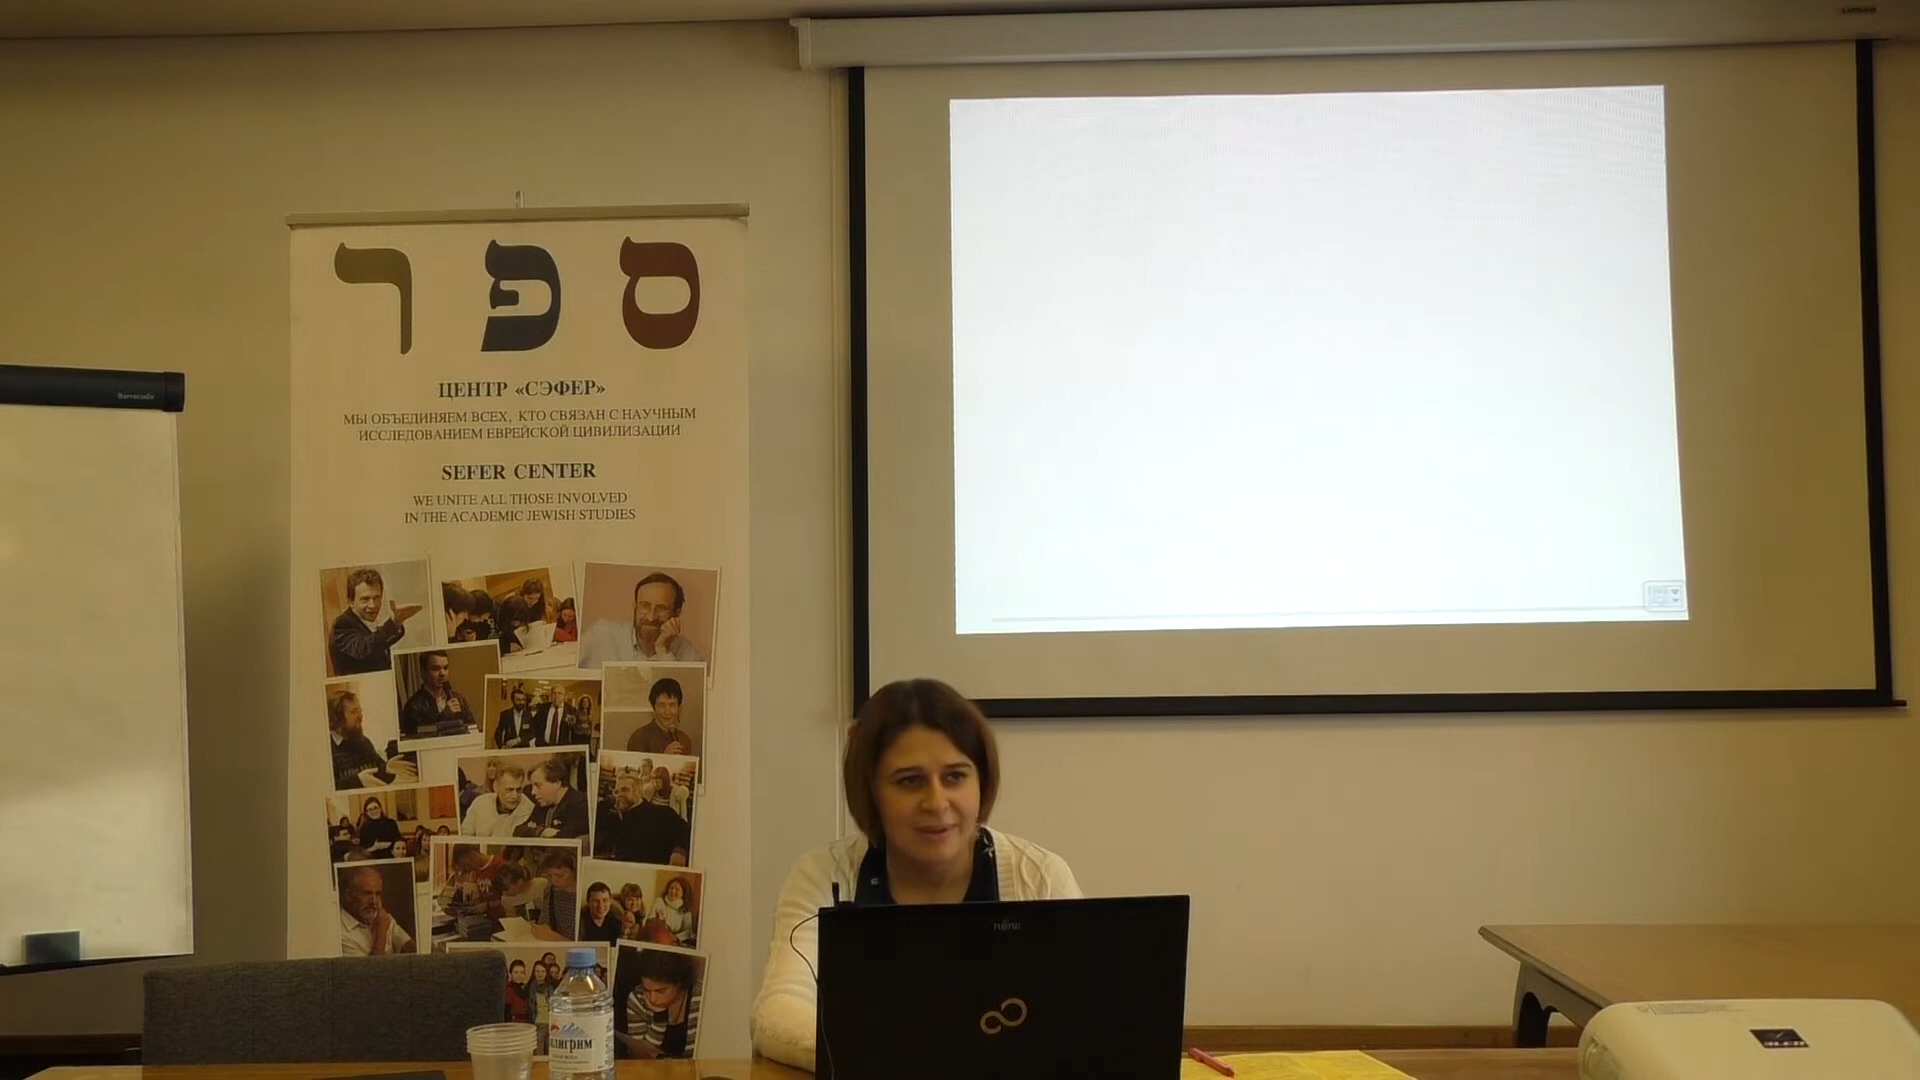 ספר
ЦЕНТР «СЭФЕР»
МЫ ОБЪЕДИНЯЕМ ВСЕХ, КТО СВЯЗАН С НАУЧНЫМ
ИССЛЕДОВАНИЕМ ЕВРЕЙСКОЙ ЦИВИЛИЗАЦИИ
SEFER CENTER
WE UNITE ALL THOSE INVOLVED
IN THE ACADEMIC JEWISH STUDIES
Barracuda
FUJITSU